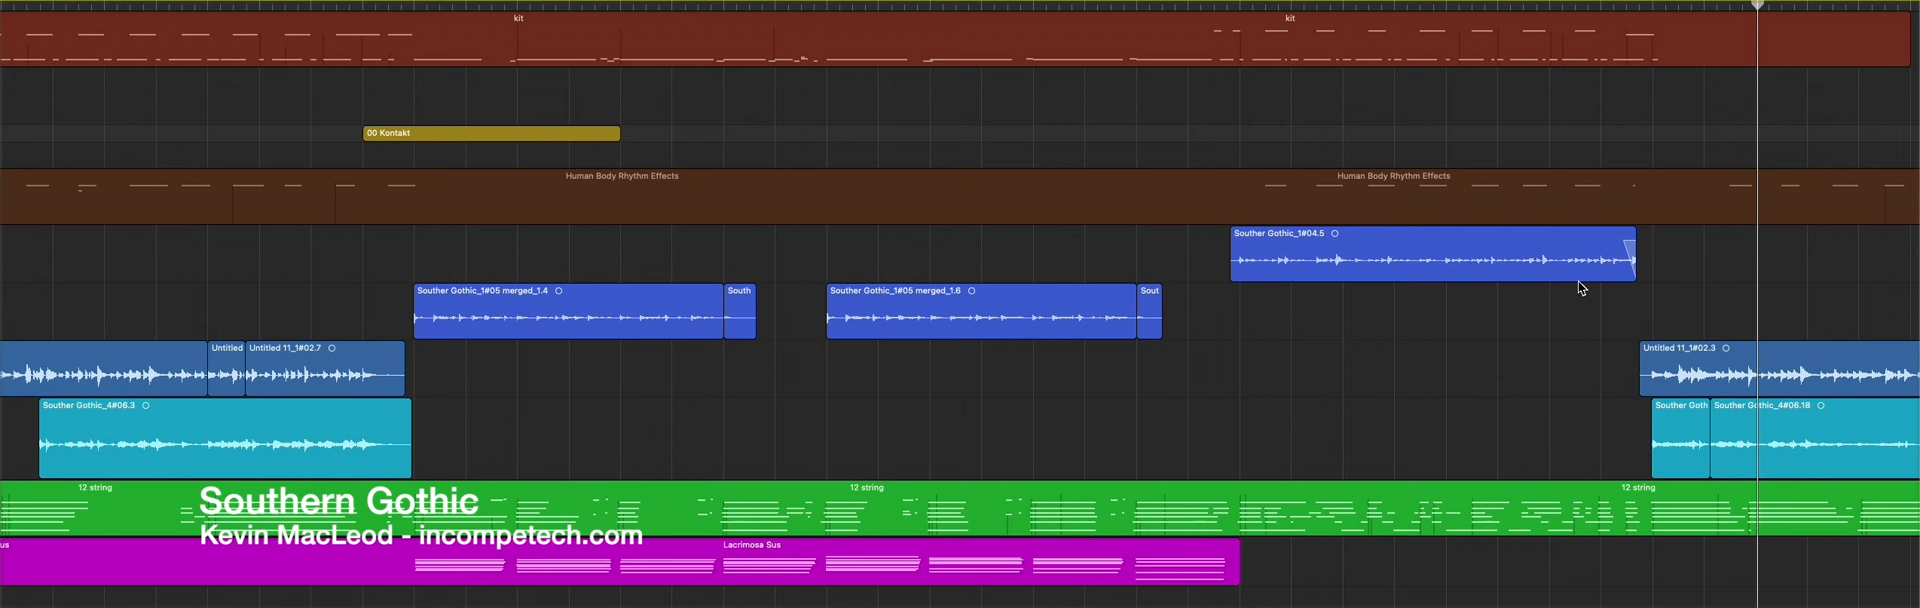 kit
kit
00 Kontakt
Human Body Rhythm Effects
Human Body Rhythm Effects
Souther Gothic_1#04.5
Souther Gothic_1#05 merged_1.4
South
Souther Gothic_1#05 merged_1.6
Sout
Untitled
Untitled 11_1#02.7
Untitled 11_1#02.3
Souther Gothic_4#06.3
Souther Goth
Souther Gothic_4#06.18
12 string
12 string
12 string
Southern Gothic
Kevin MacLeod - incompetech.com
us
Lacrimosa Sus